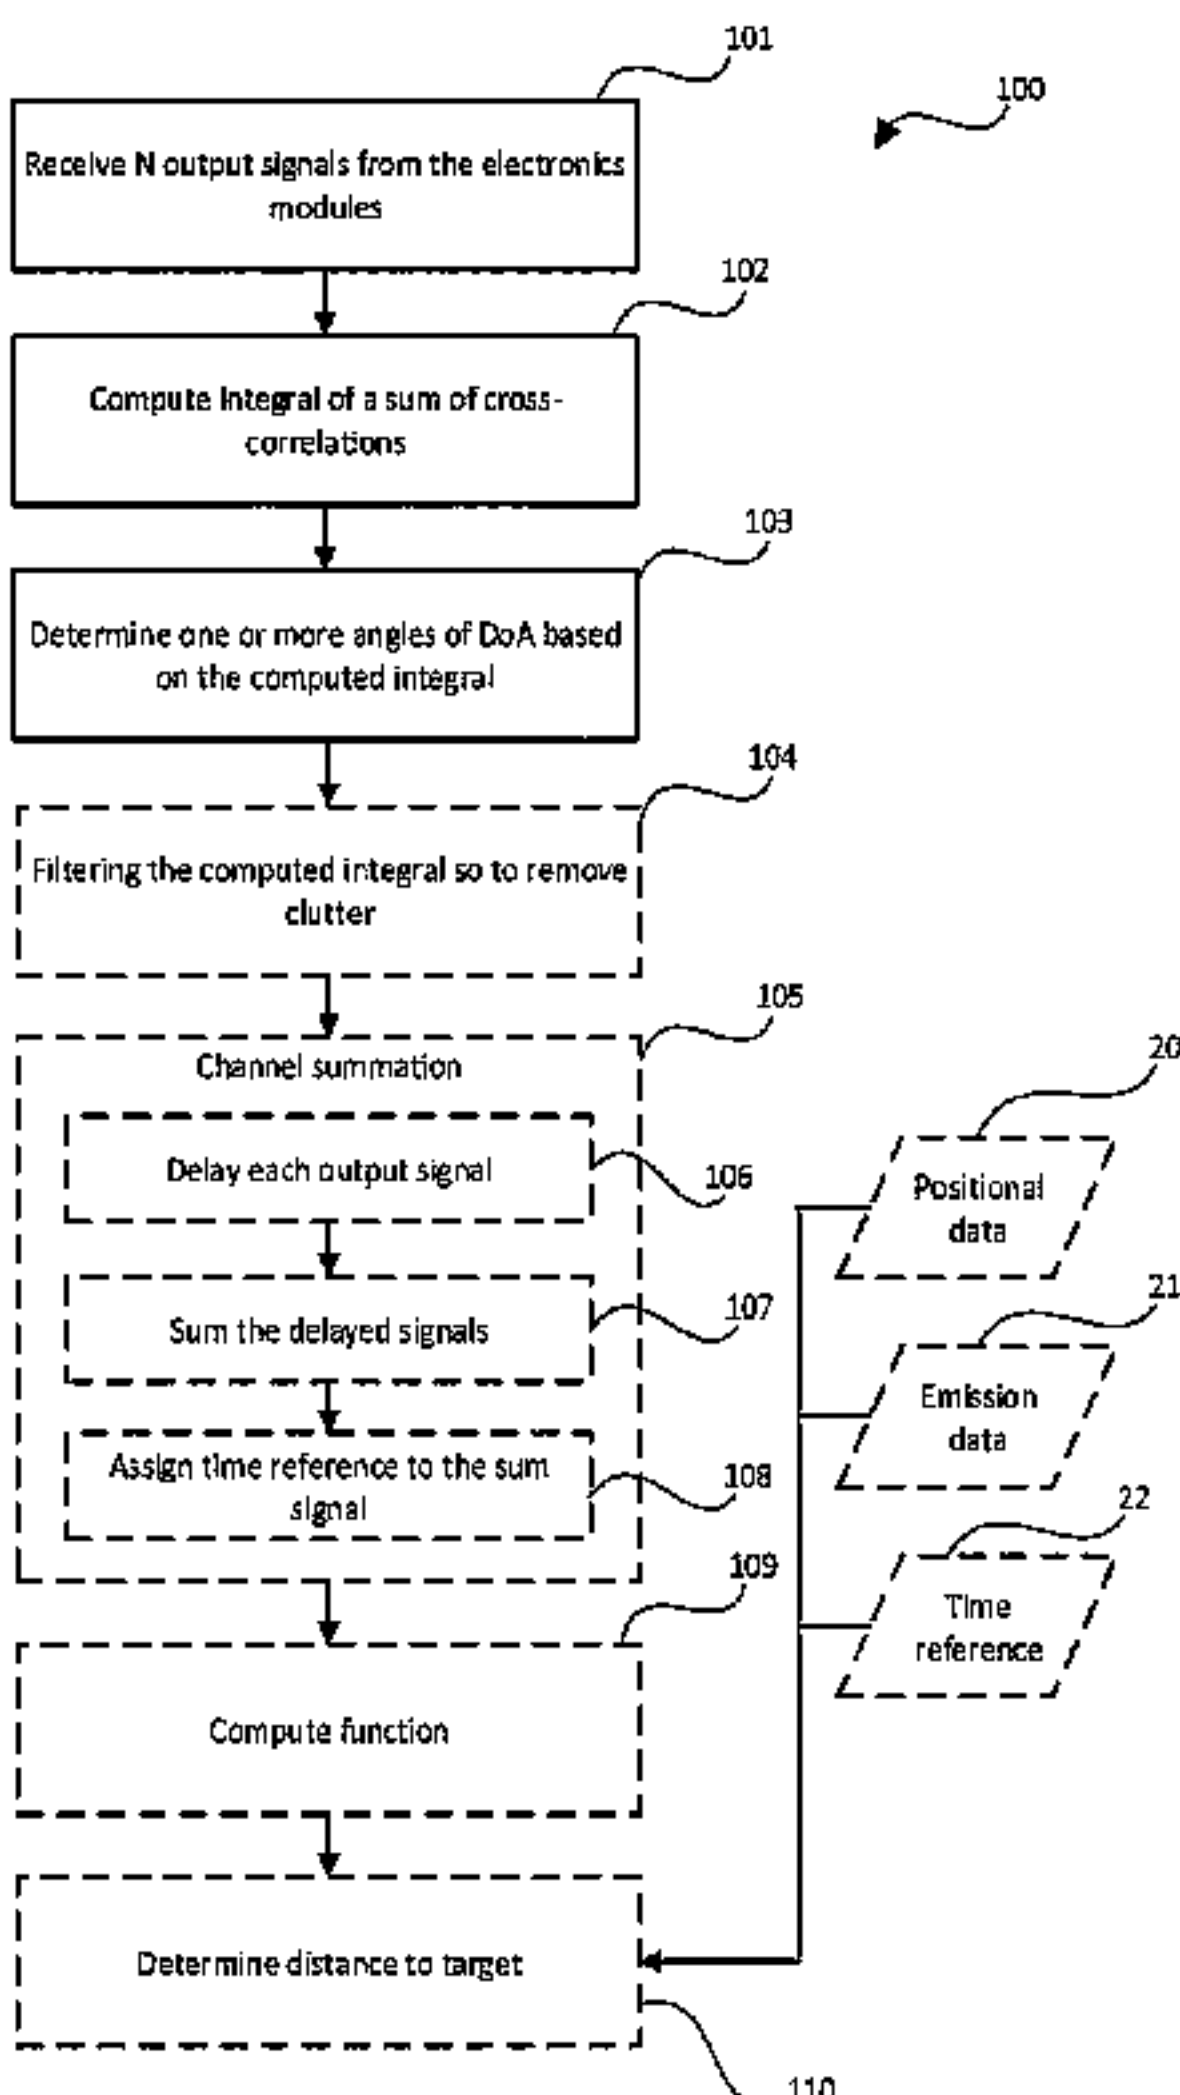 101
100
Receive N output signals from the electronics
modules
102
Compute integral of a sum of cross-
correlations
103
Determine one or more angles of DoA based
on the computed integral
104
Filtering the computed integral so to remove
clutter
105
Channel summation
20
Delay each output signal
106
Positional
data
21
Sum the delayed signals
107
Emission
data
Assign time reference to the sum
signal
108
22
109
Time
reference
Compute function
Determine distance to target
110